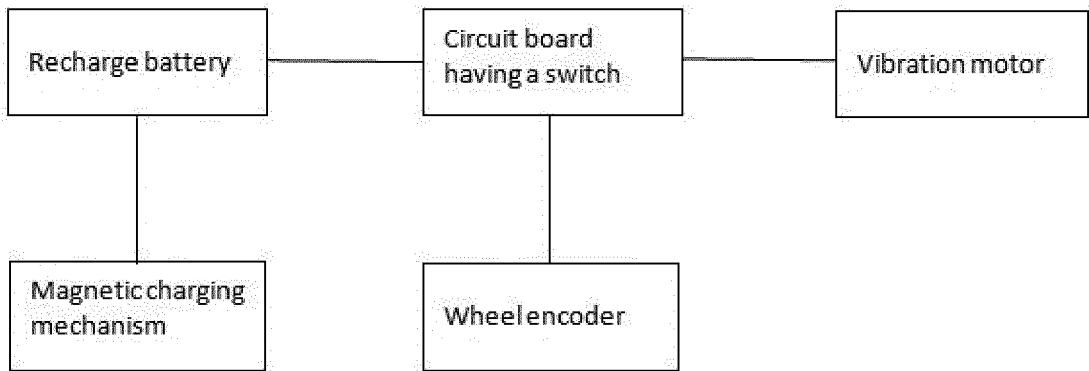 Recharge battery
Circuit board
having a switch
Vibration motor
Magnetic charging
mechanism
Wheel encoder